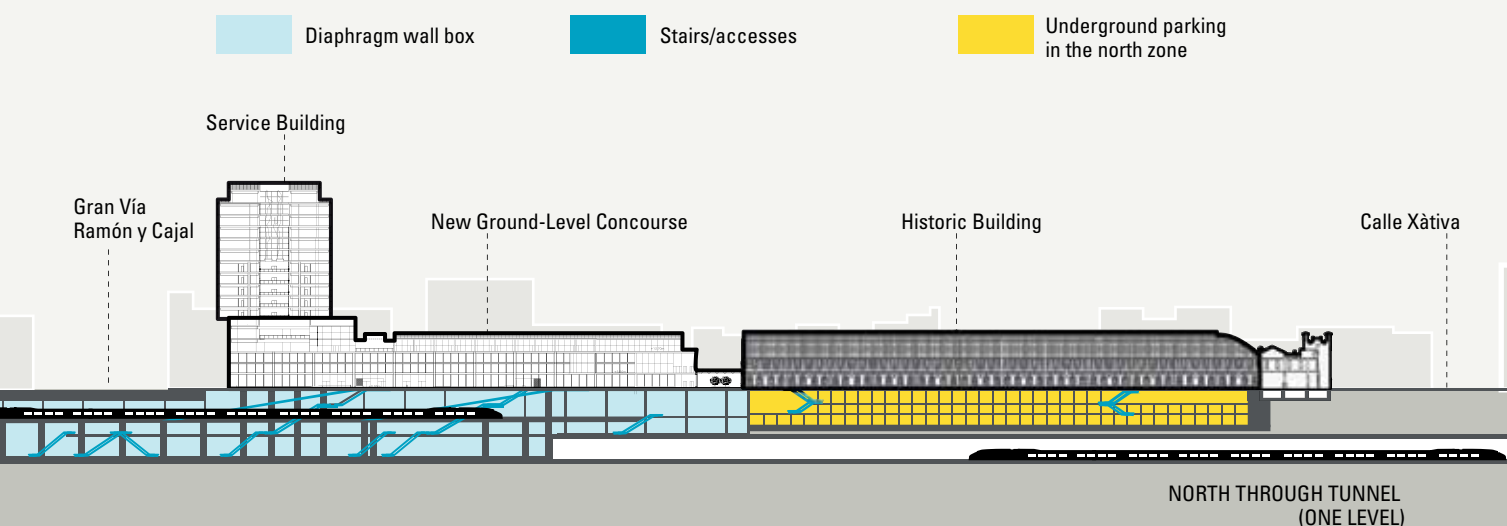 Diaphragm wall box
Stairs/accesses
Underground parking
in the north zone
Service Building
Gran Vía
Ramón y Cajal
New Ground-Level Concourse
Historic Building
Calle Xàtiva
NORTH THROUGH TUNNEL
(ONE LEVEL)